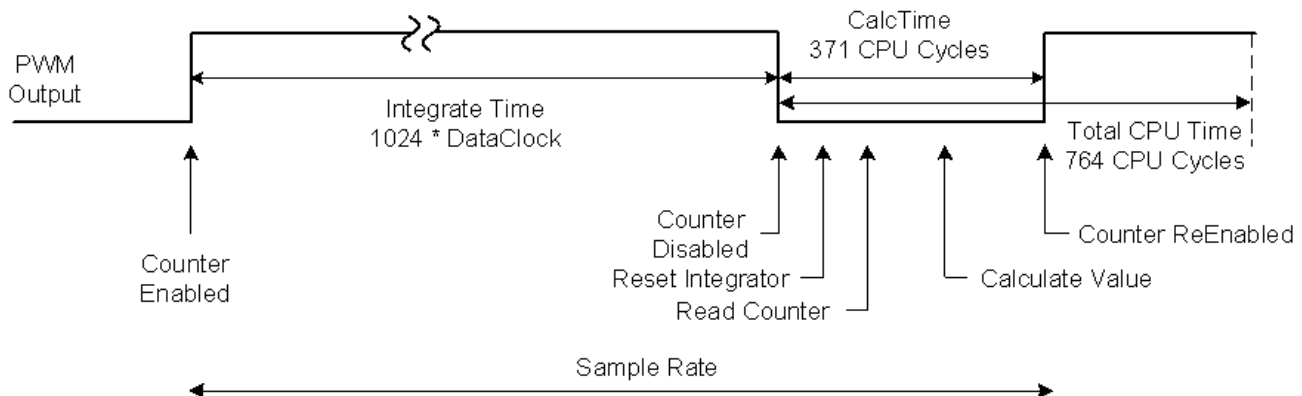 CalcTime
371 CPU Cycles
PWM
Output
Integrate Time
1024 * DataClock
Total CPU Time
764 CPU Cycles
Counter
Disabled
Counter ReEnabled
Counter
Enabled
Reset Integrator
Calculate Value
Read Counter
Sample Rate